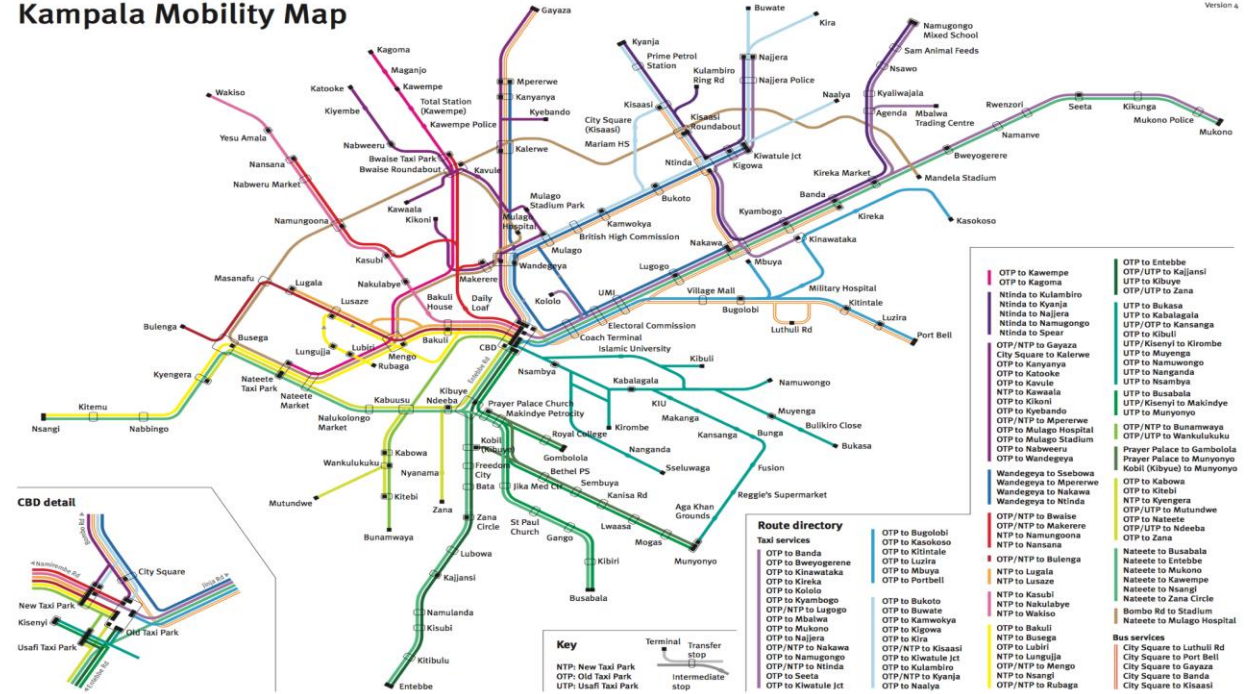 Kampala Mobility Map
Version 4
Gayaza
Buwate
Kira
Namugongo
Mixed School
Kyanja
Kagoma
Sam Animal Feeds
Prime Petrol
Station
Maganjo
Najjera
Nsawo
Kulambiro
Ring Rd
Katooke
Kawempe
Mpererwe
Najjera Police
Wakiso
Kanyanya
Kyaliwajala
Naalya
Seeta
Kikunga
Total Station
(Kawempe)
Kisaasi
Rwenzori
Kiyembe
Kyebando
Agenda
Mbalwa
Trading Centre
Mukono Police
City Square
(Kisaasi)
Kisaasi
Roundabout
Kawempe Police
Mukono
Yesu Amala
Namanve
Mariam HS
Nabweeru
Kalerwe
Bwaise Taxi Park
Kiwatule Jct
Bweyogerere
Nansana
Bwaise Roundabout
Ntinda
Kigowa
Kavule
Kireka Market
Mandela Stadium
Nabweru Market
Banda
Mulago
Stadium Park
Bukoto
Kawaala
Kyambogo
Kireka
Kikoni
Mulago
Hospital
Kasokoso
Namungoona
Kamwokya
British High Commission
Kinawataka
Nakawa
Mulago
Kasubi
Wandegeya
Mbuya
Lugogo
Masanafu
Makerere
Lugala
Nakulabye
Village Mall
Military Hospital
Kololo
UMI
Lusaze
Bakuli
House
Daily
Loaf
Kitintale
Bugolobi
Luzira
Bulenga
Electoral Commission
Luthuli Rd
Port Bell
Busega
Coach Terminal
Lungujja
Lubiri
Mengo
Bakuli
CBD
Islamic University
Rubaga
Entebbe Rd
Kibuli
Kyengera
Nateete
Taxi Park
Nsambya
Kabalagala
Namuwongo
Nateete
Market
Kibuye
Kitemu
Kabuusu
Ndeeba
Prayer Palace Church
KIU
Makindye Petrocity
Muyenga
Nalukolongo
Market
Makanga
Bulikiro Close
Nsangi
Nabbingo
Kirombe
Kobil
(Kibuye)
Royal College
Kansanga
Bunga
Bukasa
Kabowa
Nanganda
Gombolola
Wankulukuku
Freedom
City
Bethel PS
Fusion
Nyanama
Sseluwaga
Sembuya
Bata
Jika Med Ctr
Kitebi
Reggie's Supermarket
Kanisa Rd
Mutundwe
Aga Khan
Grounds
Zana
Zana
Circle
Lwaasa
St Paul
Church
Bunamwaya
Gango
Mogas
Lubowa
Munyonyo
Kibiri
Kajjansi
Busabala
Namulanda
Kisubi
Kitibulu
Entebbe
CBD detail
Bombo Rd
Namirembe Rd
City Square
Jinja Rd
New Taxi Park
Kisenyi
Old Taxi Park
Usafi Taxi Park
Entebbe Rd
Key
Terminal
Transfer
stop
Intermediate
stop
NTP: New Taxi Park
OTP: Old Taxi Park
UTP: Usafi Taxi Park
Route directory
Taxi services
OTP to Banda
OTP to Bweyogerene
OTP to Kinawataka
OTP to Kireka
OTP to Kololo
OTP to Kyambogo
OTP/NTP to Lugogo
OTP to Mbalwa
OTP to Mukono
OTP to Najjera
OTP/NTP to Nakawa
OTP to Namugongo
OTP/NTP to Ntinda
OTP to Seeta
OTP to Kiwatule Jct
OTP to Bugolobi
OTP to Kasokoso
OTP to Kitintale
OTP to Luzira
OTP to Mbuya
OTP to Portbell
OTP to Bukoto
OTP to Buwate
OTP to Kamwokya
OTP to Kigowa
OTP to Kira
OTP/NTP to Kisaasi
OTP to Kiwatule Jct
OTP to Kulambiro
OTP/NTP to Kyanja
OTP to Naalya
OTP to Kawempe
OTP to Kagoma
Ntinda to Kulambiro
Ntinda to Kyanja
Ntinda to Najjera
Ntinda to Namugongo
Ntinda to Spear
OTP/NTP to Gayaza
City Square to Kalerwe
OTP to Kanyanya
OTP to Katooke
OTP to Kavule
NTP to Kawaala
OTP to Kikoni
OTP to Kyebando
OTP/NTP to Mpererwe
OTP to Mulago Hospital
OTP to Mulago Stadium
OTP to Nabweeru
OTP to Wandegeya
Wandegeya to Ssebowa
Wandegeya to Mpererwe
Wandegeya to Nakawa
Wandegeya to Ntinda
OTP/NTP to Bwaise
OTP/NTP to Makerere
NTP to Namungoona
NTP to Nansana
OTP/NTP to Bulenga
NTP to Lugala
NTP to Lusaze
NTP to Kasubi
NTP to Nakulabye
NTP to Wakiso
OTP to Bakuli
NTP to Busega
OTP to Lubiri
NTP to Lungujja
OTP/NTP to Mengo
NTP to Nsangi
OTP/NTP to Rubaga
OTP to Entebbe
OTP/UTP to Kajjansi
OTP/UTP to Kibuye
OTP/UTP to Zana
UTP to Bukasa
UTP to Kabalagala
UTP/OTP to Kansanga
OTP to Kibuli
UTP/Kisenyi to Kirombe
UTP to Muyenga
OTP to Namuwongo
UTP to Nanganda
UTP to Nsambya
UTP to Busabala
UTP/Kisenyi to Makindye
UTP to Munyonyo
OTP/NTP to Bunamwaya
OTP/UTP to Wankulukuku
Prayer Palace to Gambolola
Prayer Palace to Munyonyo
Kobil (Kibyue) to Munyonyo
OTP to Kabowa
OTP to Kitebi
NTP to Kyengera
OTP/UTP to Mutundwe
OTP to Nateete
OTP/UTP to Ndeeba
OTP to Zana
Nateete to Busabala
Nateete to Entebbe
Nateete to Mukono
Nateete to Kawempe
Nateete to Nsangi
Nateete to Zana Circle
Bombo Rd to Stadium
Nateete to Mulago Hospital
Bus services
City Square to Luthuli Rd
City Square to Port Bell
City Square to Gayaza
City Square to Banda
City Square to Kisaasi